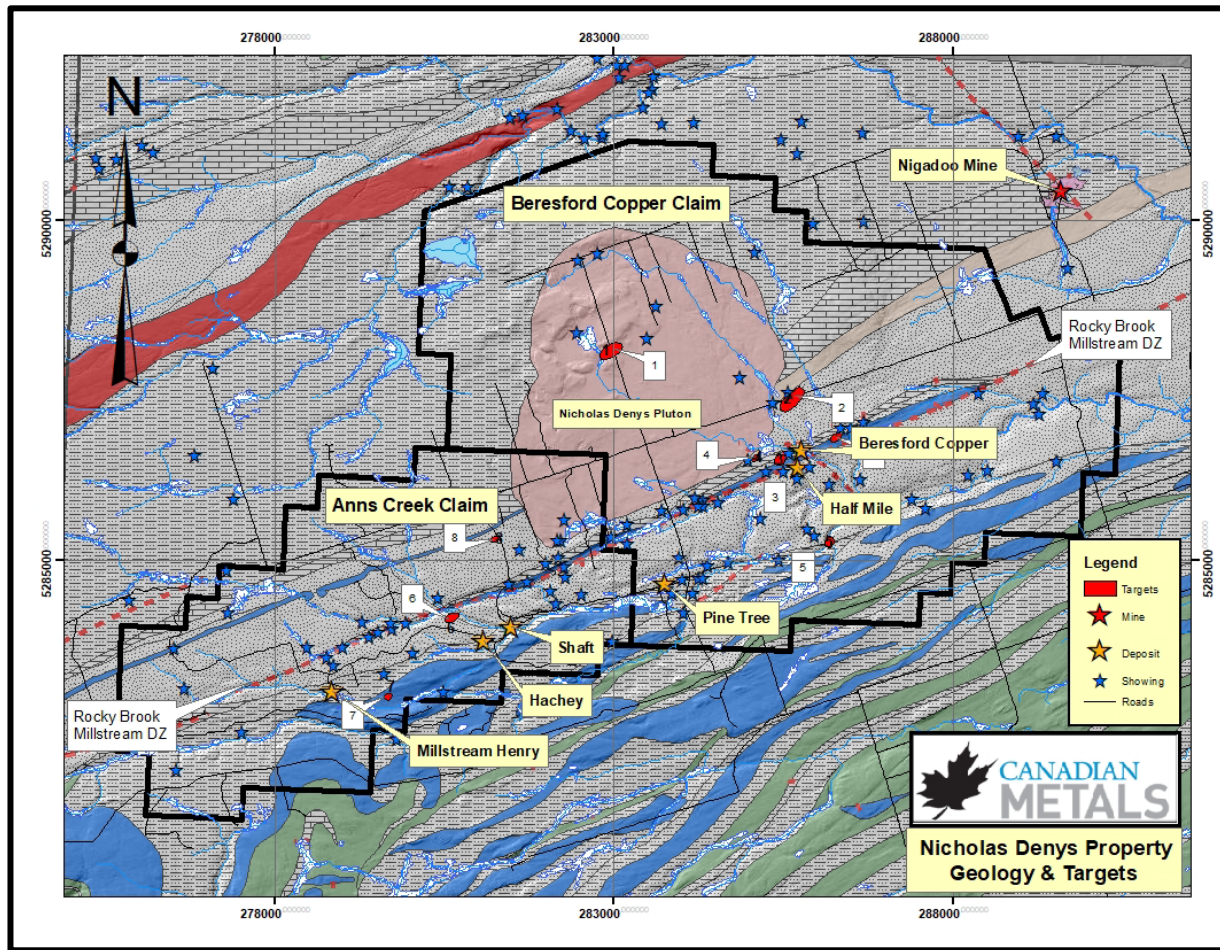 278000
283000
288000
N
Nigadoo Mine
Beresford Copper Claim
5290000
5290000
Rocky Brook
Millstream DZ
1
2
Nicholas Denys Pluton
Beresford Copper
4
3
Half Mile
Anns Creek Claim
8
5285000
5285000
5
6
Pine Tree
Shaft
Hachey
7
Rocky Brook
Millstream DZ
Millstream Henry
Legend
Targets
Mine
Deposit
Showing
Roads
CANADIAN
METALS
Nicholas Denys Property
Geology & Targets
278000
283000
288000